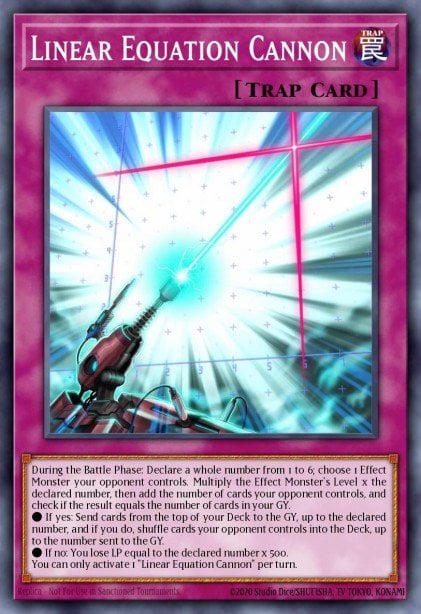 LINEAR EQUATION CANNON
TRAP
罠
[TRAP CARD]
During the Battle Phase: Declare a whole number from 1 to 6; choose 1 Effect
Monster your opponent controls. Multiply the Effect Monster's Level x the
declared number, then add the number of cards your opponent controls, and
check if the result equals the number of cards in your GY.
● If yes: Send cards from the top of your Deck to the GY, up to the declared
number, and if you do, shuffle cards your opponent controls into the Deck, up
to the number sent to the GY.
● If no: You lose LP equal to the declared number x 500.
You can only activate 1 "Linear Equation Cannon" per turn.
Replica - Not For Use in Sanctioned Tournaments
©2020 Studio Dice/SHUEISHA, TV TOKYO, KONAMI